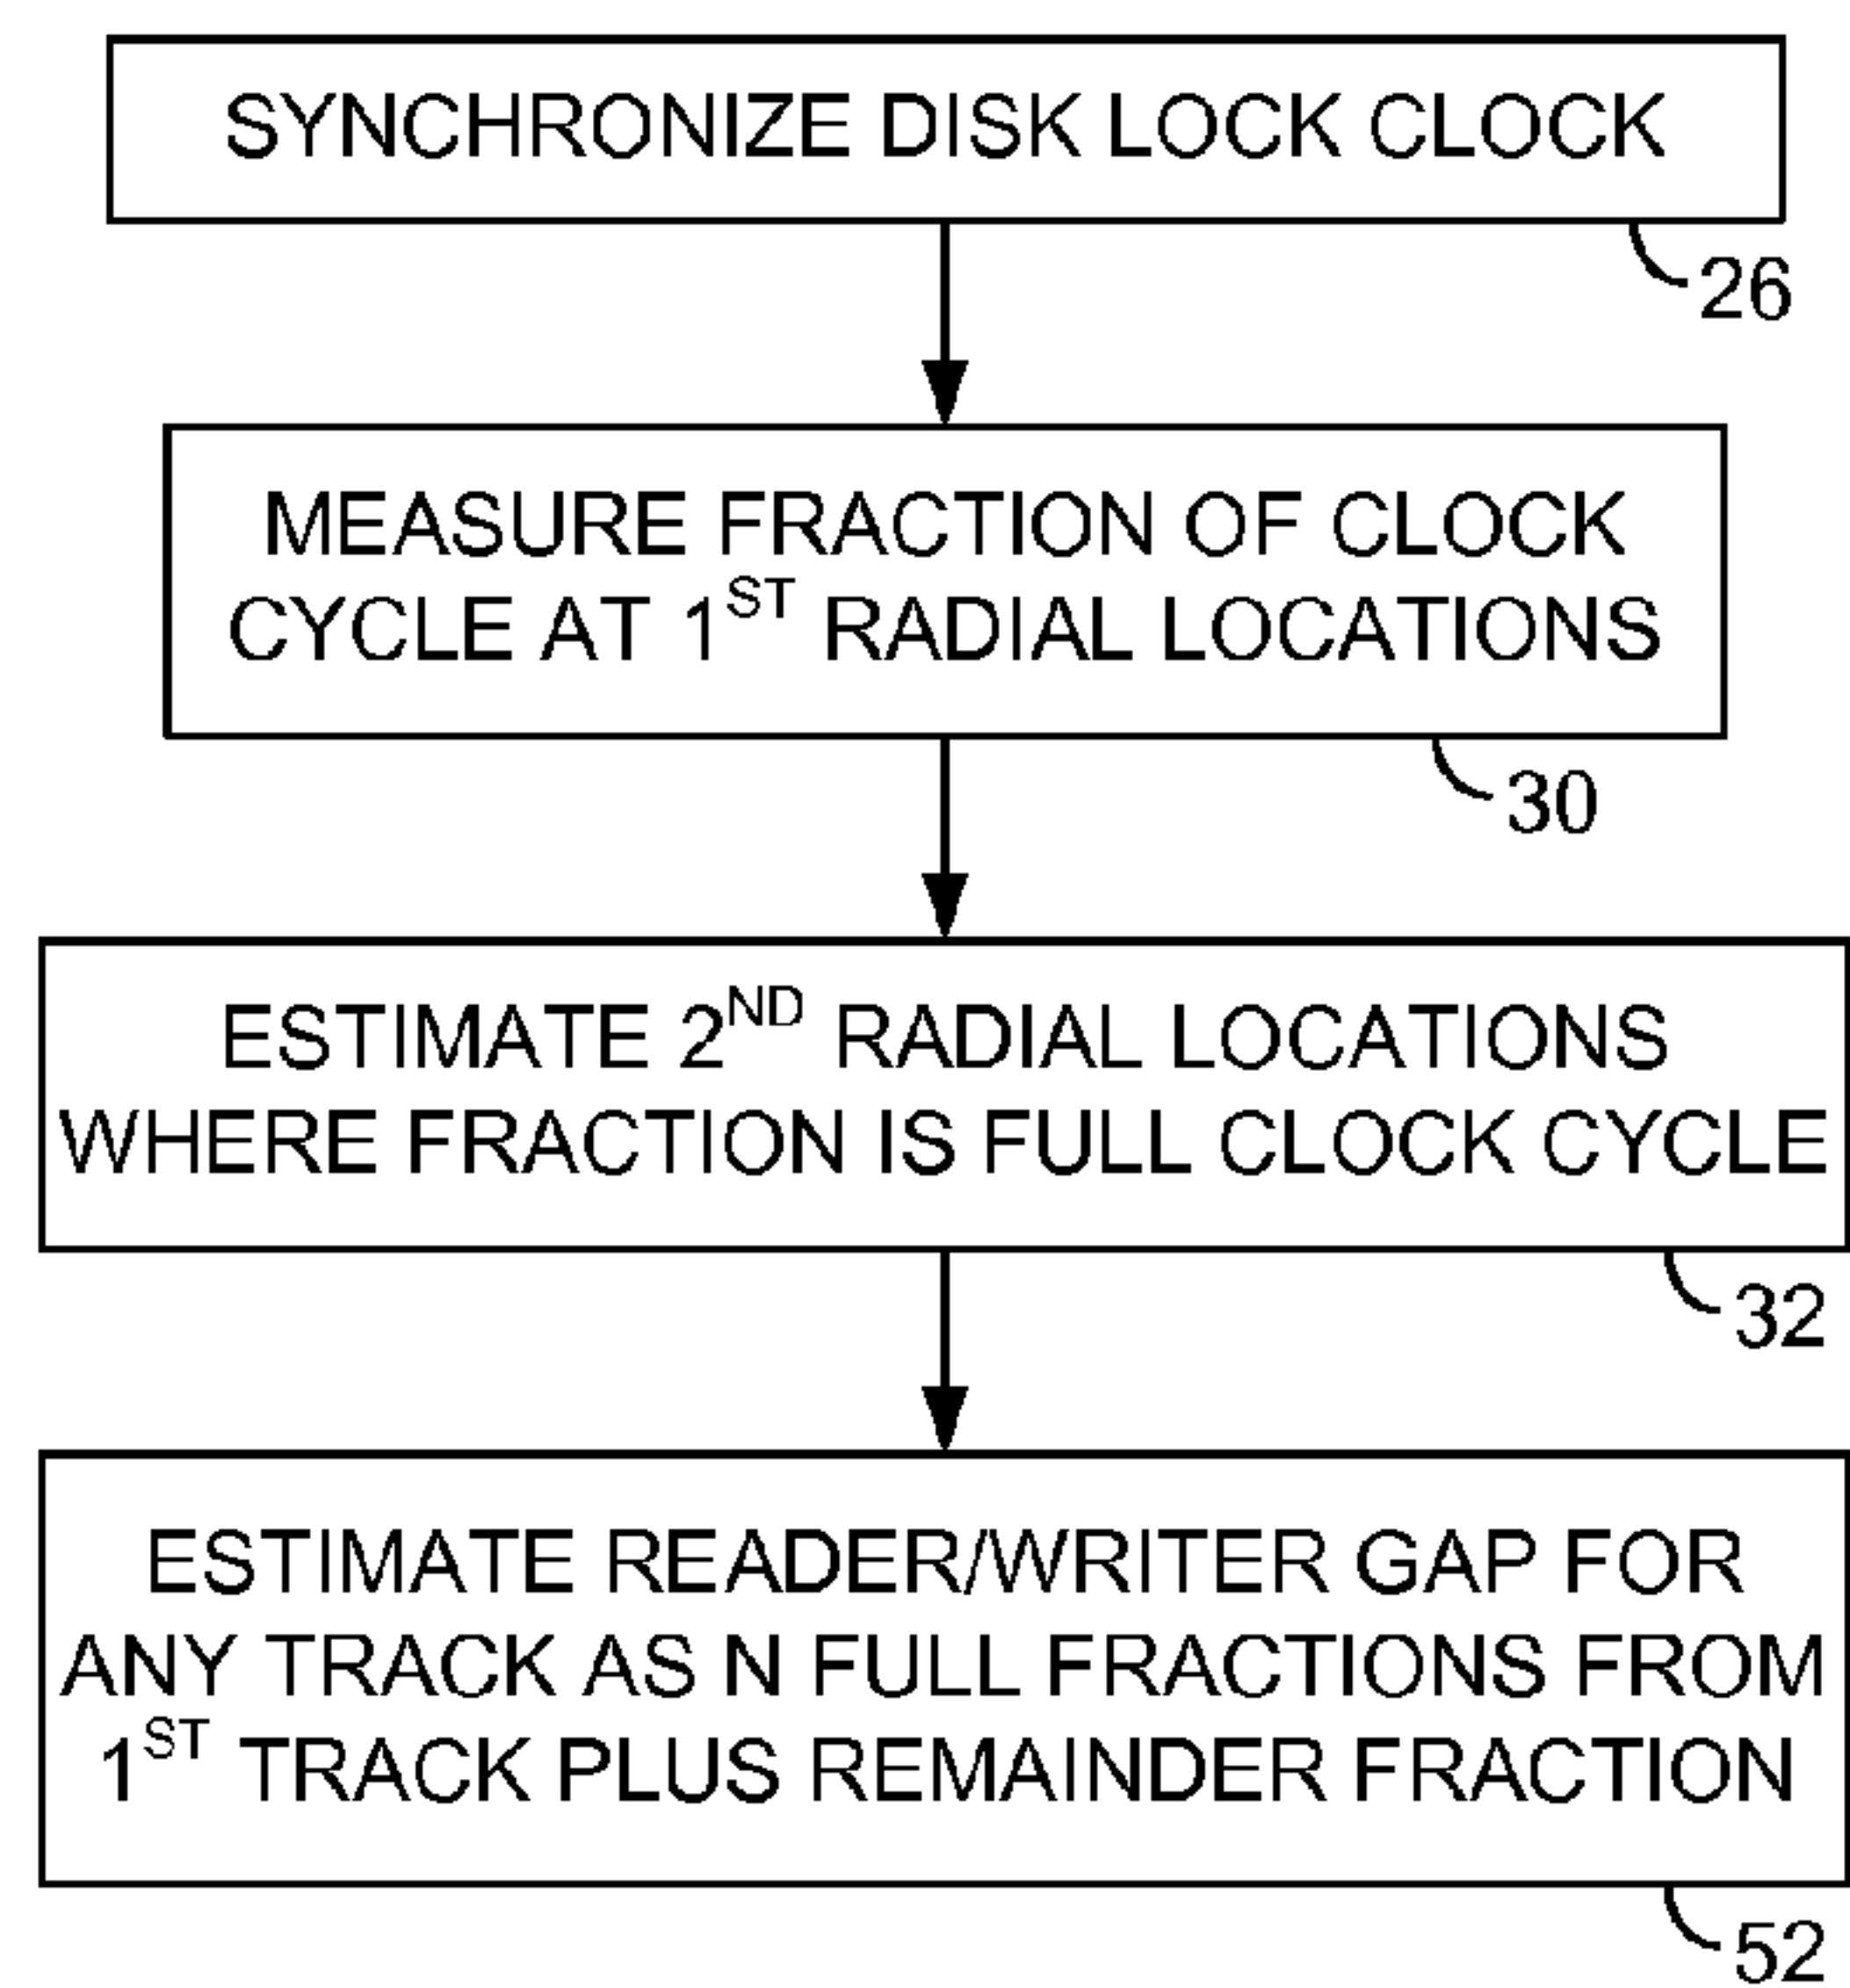 SYNCHRONIZE DISK LOCK CLOCK
26
MEASURE FRACTION OF CLOCK
CYCLE AT 1ST RADIAL LOCATIONS
30
ESTIMATE 2ND RADIAL LOCATIONS
WHERE FRACTION IS FULL CLOCK CYCLE
32
ESTIMATE READER/WRITER GAP FOR
ANY TRACK AS N FULL FRACTIONS FROM
1ST TRACK PLUS REMAINDER FRACTION
52